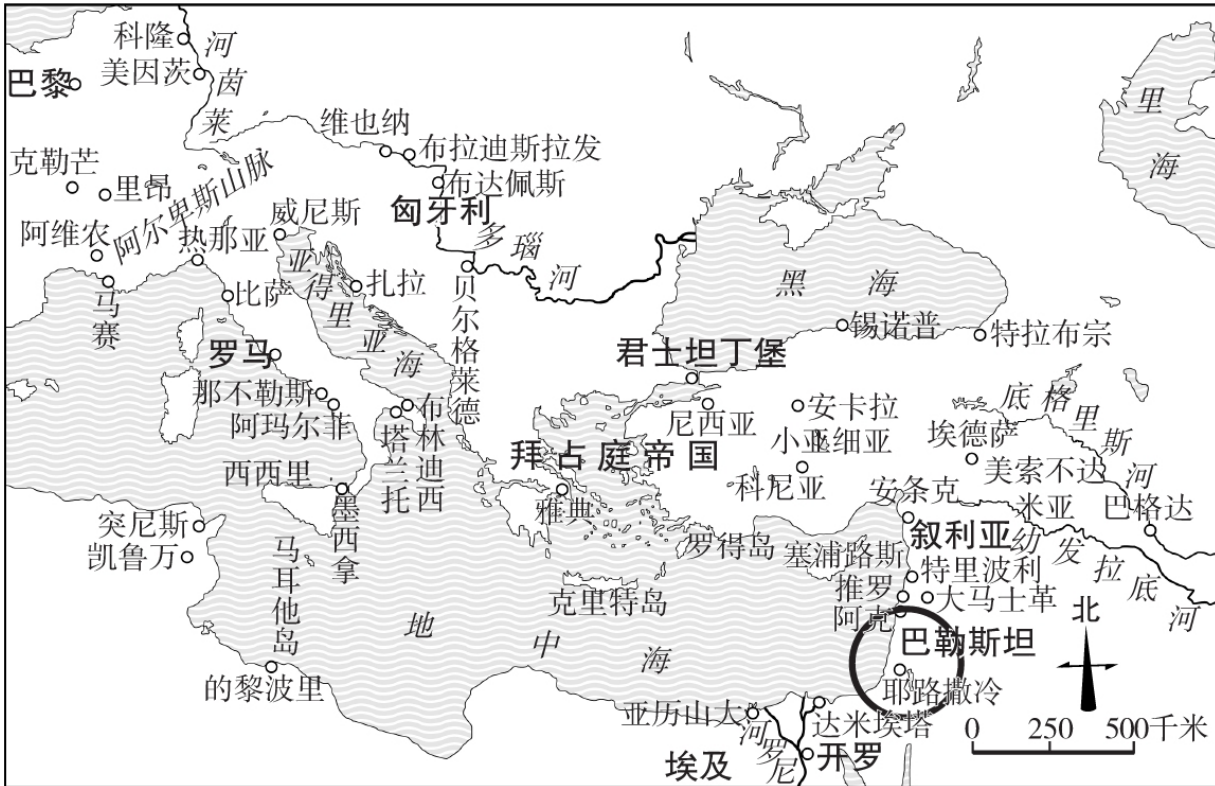 科隆
河
茵
莱
美因茨
巴黎
里
海
维也纳
布拉迪斯拉发
克勒芒
里昂
阿尔卑斯山脉
布达佩斯
匈牙利
威尼斯
阿维农
热那亚
多瑙河
亚得里亚海
扎拉
黑海
马赛
比萨
贝尔格莱德
锡诺普
特拉布宗
罗马
君士坦丁堡
那不勒斯
阿玛尔非
布林迪西
塔兰托
尼西亚
安卡拉
底格里斯河
小亚细亚
埃德萨
拜占庭帝国
美索不达
米亚
西西里
墨西拿
雅典
科尼亚
安条克
巴格达
突尼斯
凯鲁万
马耳他岛
罗得岛
塞浦路斯
叙利亚
幼发拉底河
特里波利
克里特岛
推罗
大马士革
阿克
北
地中海
巴勒斯坦
耶路撒冷
的黎波里
亚历山大
达米埃塔
河
罗
尼
开罗
埃及
0 250 500千米